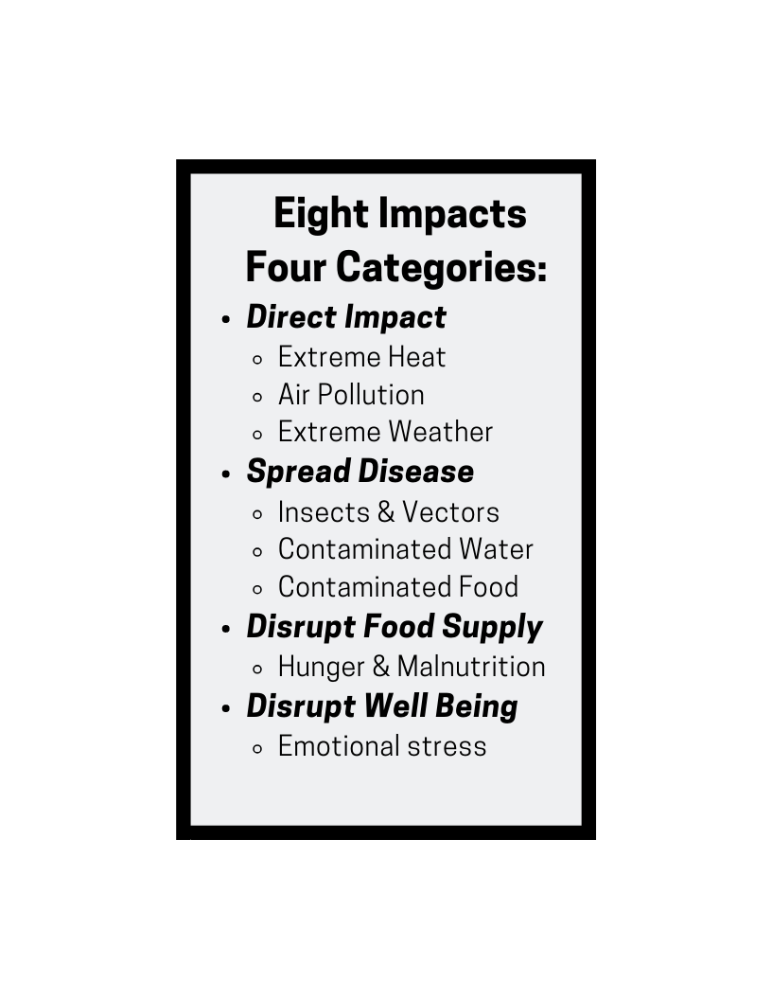 Eight Impacts
Four Categories:
• Direct Impact
◦ Extreme Heat
◦ Air Pollution
◦ Extreme Weather
• Spread Disease
◦ Insects & Vectors
◦ Contaminated Water
◦ Contaminated Food
• Disrupt Food Supply
◦ Hunger & Malnutrition
• Disrupt Well Being
◦ Emotional stress